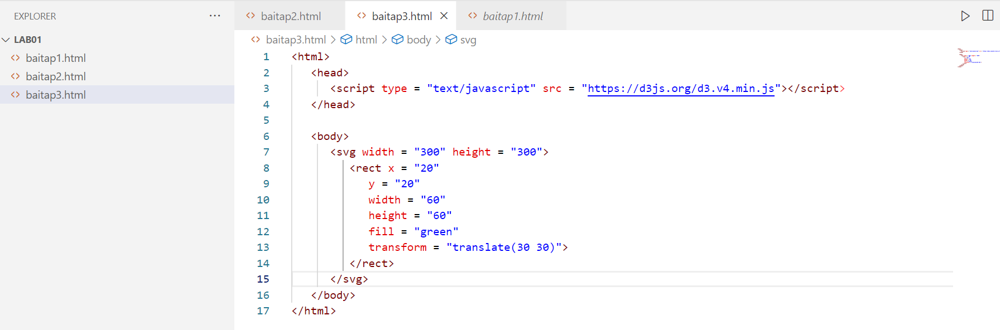 EXPLORER ...
LAB01
baitap1.html
baitap2.html
baitap3.html
baitap2.html baitap3.html baitap1.html
baitap3.html > html > body > svg
1 <html>
2 <head>
3 <script type = "text/javascript" src = "https://d3js.org/d3.v4.min.js"></script>
4 </head>
5
6 <body>
7 <svg width = "300" height = "300">
8 <rect x = "20"
9 y = "20"
10 width = "60"
11 height = "60"
12 fill = "green"
13 transform = "translate(30 30)">
14 </rect>
15 </svg>
16 </body>
17 </html>